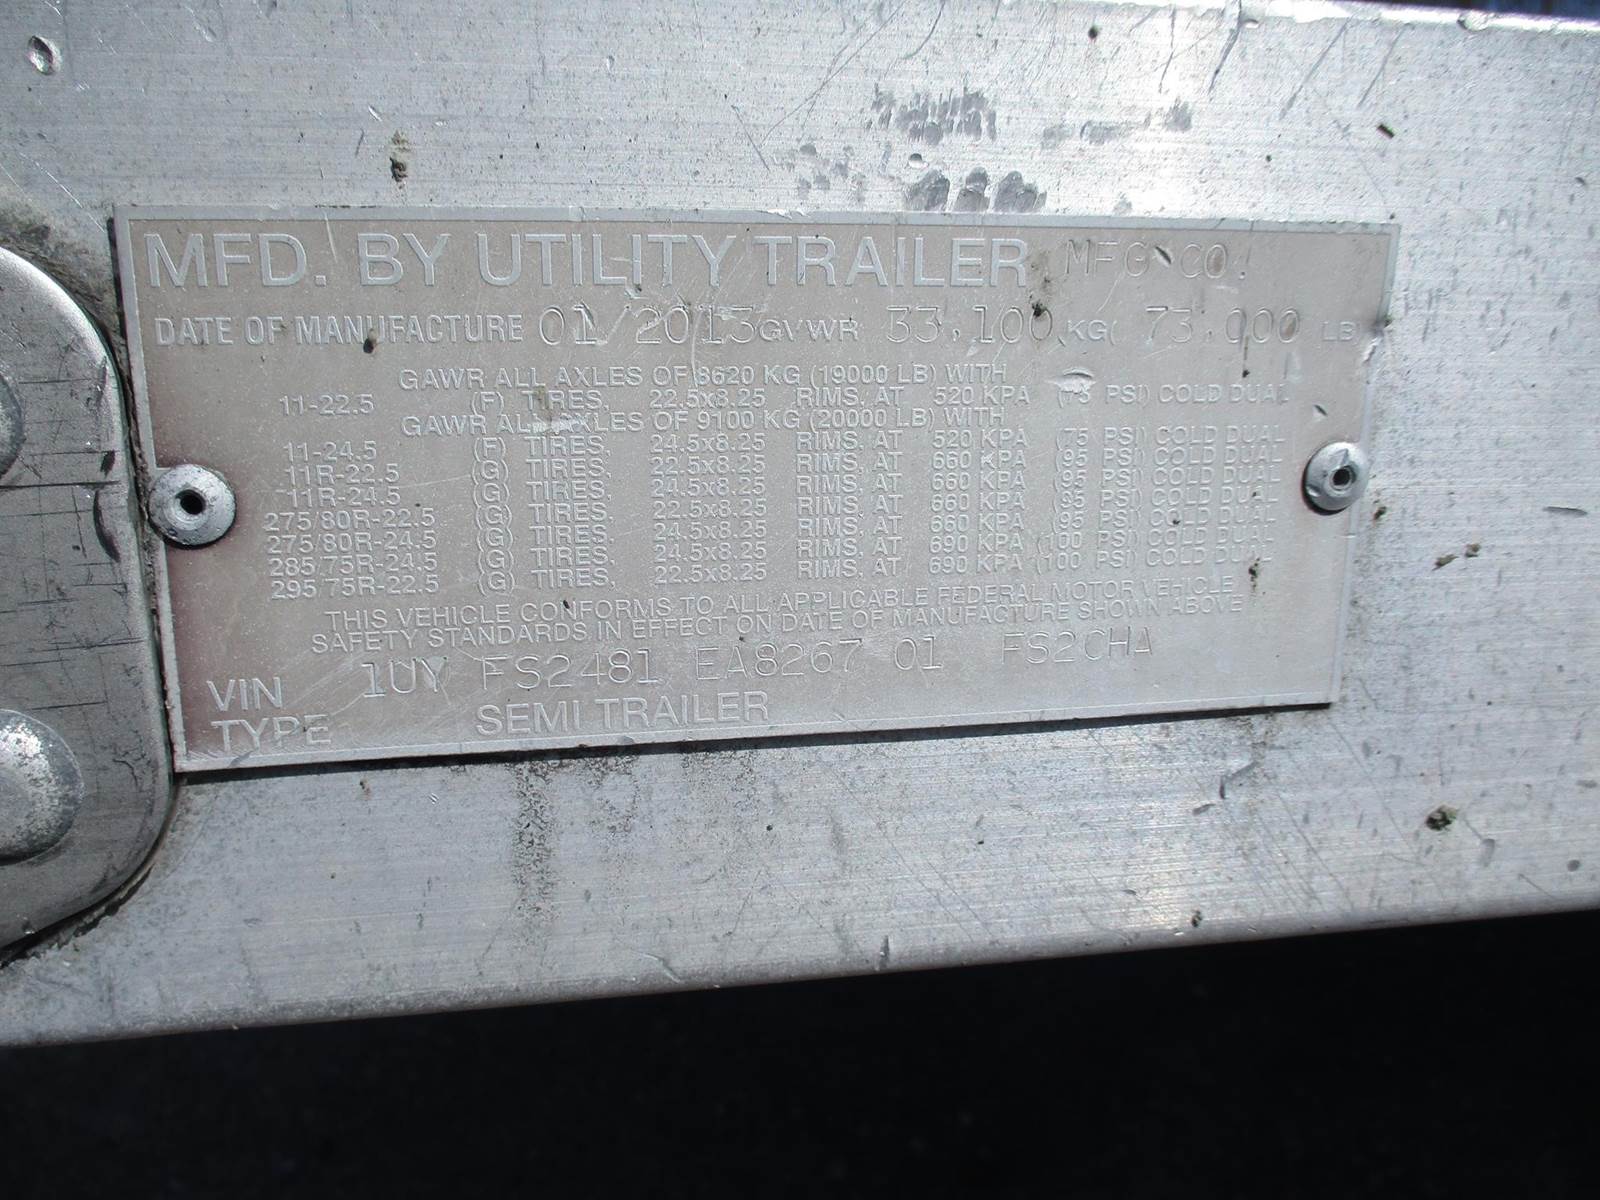 MFD. BY UTILITY TRAILER MFG CO.
DATE OF MANUFACTURE 01/2013 GVWR 33,100 KG( 73,000 LB)
GAWR ALL AXLES OF 8620 KG (19000 LB) WITH
11-22.5 (F) TIRES, 22.5x8.25 RIMS, AT 520 KPA (75 PSI) COLD DUAL
GAWR ALL AXLES OF 9100 KG (20000 LB) WITH
11-24.5 (F) TIRES, 24.5x8.25 RIMS, AT 520 KPA (75 PSI) COLD DUAL
11R-22.5 (G) TIRES, 22.5x8.25 RIMS, AT 660 KPA (95 PSI) COLD DUAL
11R-24.5 (G) TIRES, 24.5x8.25 RIMS, AT 660 KPA (95 PSI) COLD DUAL
275/80R-22.5 (G) TIRES, 22.5x8.25 RIMS, AT 660 KPA (95 PSI) COLD DUAL
275/80R-24.5 (G) TIRES, 24.5x8.25 RIMS, AT 660 KPA (95 PSI) COLD DUAL
285/75R-24.5 (G) TIRES, 24.5x8.25 RIMS, AT 690 KPA (100 PSI) COLD DUAL
295/75R-22.5 (G) TIRES, 22.5x8.25 RIMS, AT 690 KPA (100 PSI) COLD DUAL
THIS VEHICLE CONFORMS TO ALL APPLICABLE FEDERAL MOTOR VEHICLE
SAFETY STANDARDS IN EFFECT ON DATE OF MANUFACTURE SHOWN ABOVE
VIN 1UY FS2481 EA8267 01 FS2CHA
TYPE SEMI TRAILER